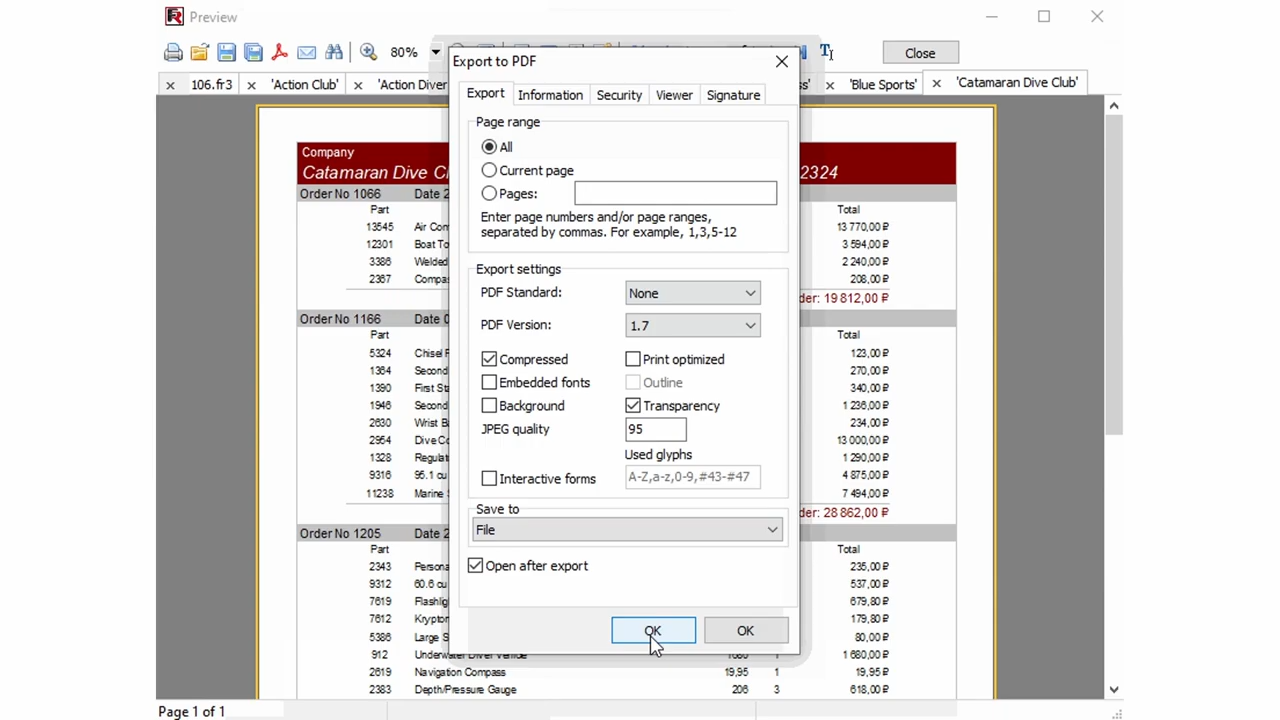 Preview
80% Close
106.fr3 'Action Club' 'Action Diver 'Blue Sports' 'Catamaran Dive Club'
Export to PDF
Export Information Security Viewer Signature
Page range
All
Current page
Pages:
Enter page numbers and/or page ranges,
separated by commas. For example, 1,3,5-12
Export settings
PDF Standard: None
PDF Version: 1.7
Compressed Print optimized
Embedded fonts Outline
Background Transparency
JPEG quality 95
Used glyphs
Interactive forms A-Z,a-z,0-9,#43-#47
Save to
File
Open after export
OK OK
Company
Catamaran Dive Cl 2324
Order No 1066 Date 2
Part Total
13545 Air Com 13 770,00 ₽
12301 Boat To 3 594,00 ₽
3386 Welded 2 240,00 ₽
2367 Compas 208,00 ₽
der: 19 812,00 ₽
Order No 1166 Date 0
Part Total
5324 Chisel F 123,00 ₽
1364 Second 270,00 ₽
1390 First Sta 340,00 ₽
1946 Second 1 236,00 ₽
2630 Wrist B 234,00 ₽
2954 Dive Co 13 000,00 ₽
1328 Regulat 1 290,00 ₽
9316 95.1 cu 4 875,00 ₽
11238 Marine 7 494,00 ₽
der: 28 862,00 ₽
Order No 1205 Date 2
Part Total
2343 Persona 235,00 ₽
9312 60.6 cu 537,00 ₽
7619 Flashlig 679,80 ₽
7612 Krypton 179,80 ₽
5386 Large S 80,00 ₽
912 Underwater Diver Vehicle 1680 1 1 680,00 ₽
2619 Navigation Compass 19,95 1 19,95 ₽
2383 Depth/Pressure Gauge 206 3 618,00 ₽
Page 1 of 1